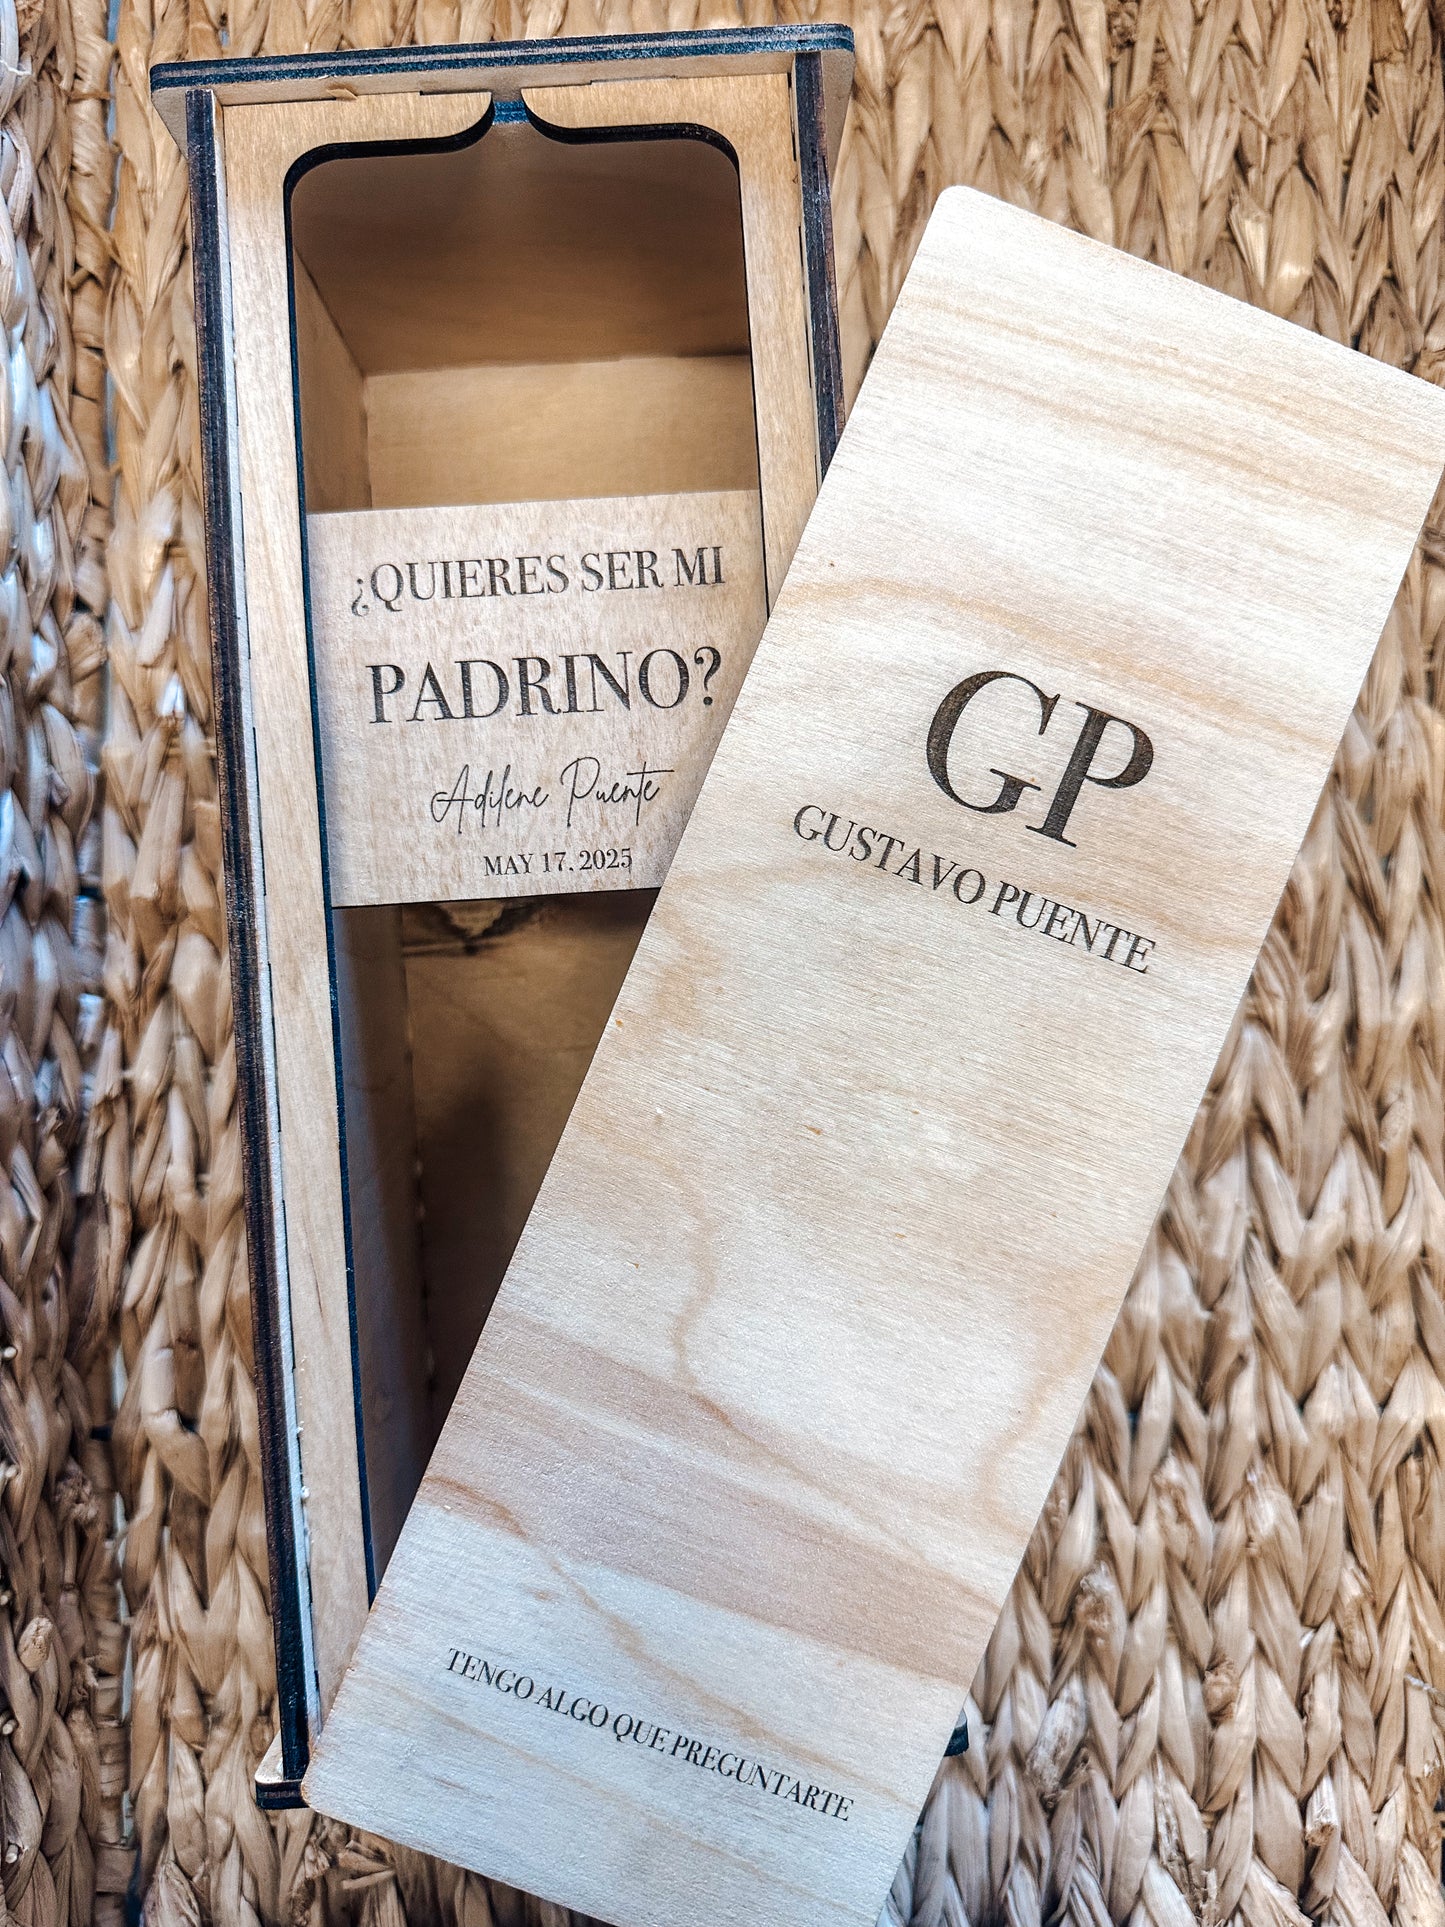 ¿QUIERES SER MI
PADRINO?
Adilene Puente
MAY 17, 2025
GP
GUSTAVO PUENTE
TENGO ALGO QUE PREGUNTARTE